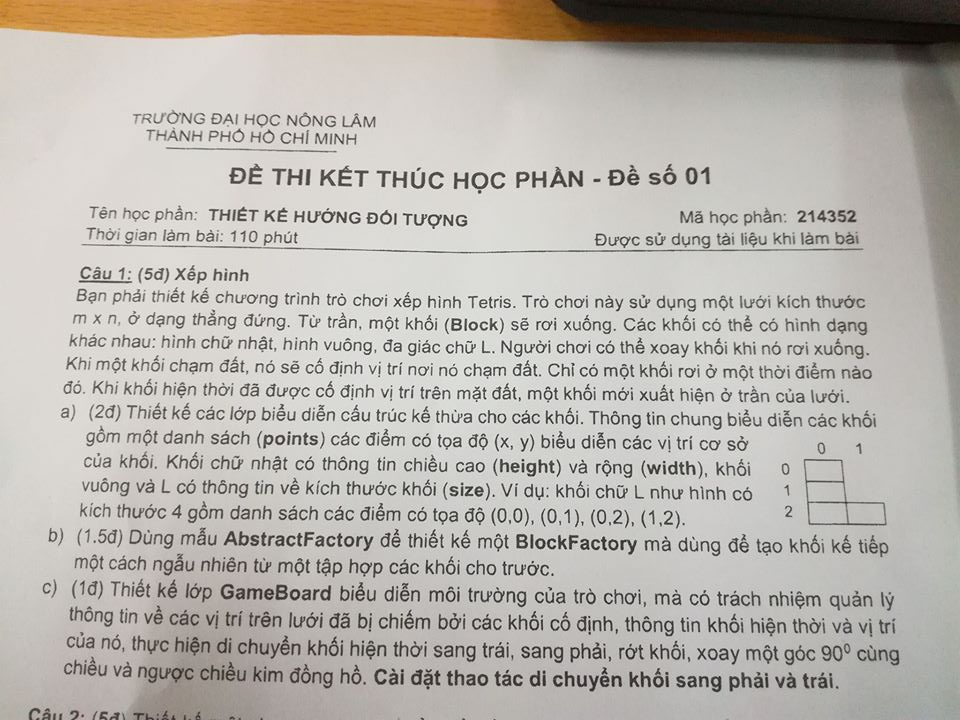 TRƯỜNG ĐẠI HỌC NÔNG LÂM
THÀNH PHỐ HỒ CHÍ MINH
ĐỀ THI KẾT THÚC HỌC PHẦN - Đề số 01
Tên học phần: THIẾT KẾ HƯỚNG ĐỐI TƯỢNG Mã học phần: 214352
Thời gian làm bài: 110 phút Được sử dụng tài liệu khi làm bài
Câu 1: (5đ) Xếp hình
Bạn phải thiết kế chương trình trò chơi xếp hình Tetris. Trò chơi này sử dụng một lưới kích thước
m x n, ở dạng thẳng đứng. Từ trần, một khối (Block) sẽ rơi xuống. Các khối có thể có hình dạng
khác nhau: hình chữ nhật, hình vuông, đa giác chữ L. Người chơi có thể xoay khối khi nó rơi xuống.
Khi một khối chạm đất, nó sẽ cố định vị trí nơi nó chạm đất. Chỉ có một khối rơi ở một thời điểm nào
đó. Khi khối hiện thời đã được cố định vị trí trên mặt đất, một khối mới xuất hiện ở trần của lưới.
a) (2đ) Thiết kế các lớp biểu diễn cấu trúc kế thừa cho các khối. Thông tin chung biểu diễn các khối
gồm một danh sách (points) các điểm có tọa độ (x, y) biểu diễn các vị trí cơ sở
của khối. Khối chữ nhật có thông tin chiều cao (height) và rộng (width), khối
vuông và L có thông tin về kích thước khối (size). Ví dụ: khối chữ L như hình có
kích thước 4 gồm danh sách các điểm có tọa độ (0,0), (0,1), (0,2), (1,2).
0 1
0
1
2
b) (1.5đ) Dùng mẫu AbstractFactory để thiết kế một BlockFactory mà dùng để tạo khối kế tiếp
một cách ngẫu nhiên từ một tập hợp các khối cho trước.
c) (1đ) Thiết kế lớp GameBoard biểu diễn môi trường của trò chơi, mà có trách nhiệm quản lý
thông tin về các vị trí trên lưới đã bị chiếm bởi các khối cố định, thông tin khối hiện thời và vị trí
của nó, thực hiện di chuyển khối hiện thời sang trái, sang phải, rớt khối, xoay một góc 90⁰ cùng
chiều và ngược chiều kim đồng hồ. Cài đặt thao tác di chuyển khối sang phải và trái.
Câu 2: (5đ) Thiết kế một